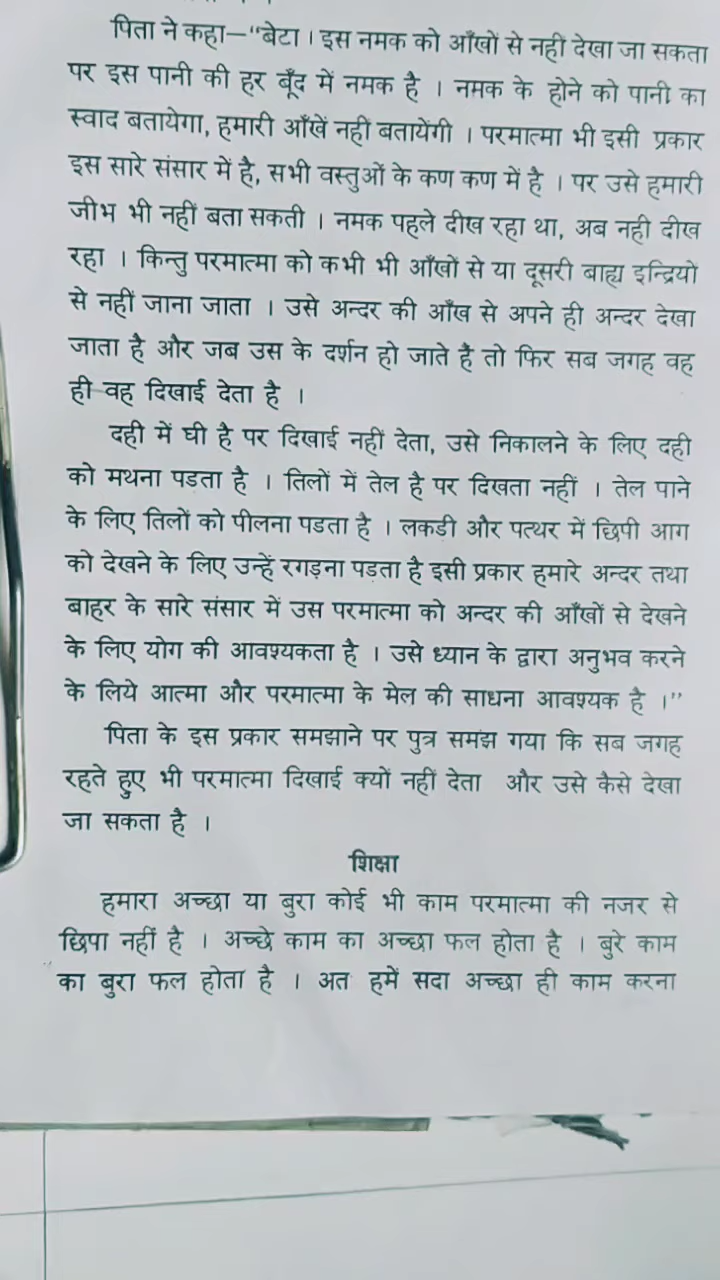 पिता ने कहा—"बेटा । इस नमक को आँखों से नहीं देखा जा सकता
पर इस पानी की हर बूँद में नमक है । नमक के होने को पानी का
स्वाद बतायेगा, हमारी आँखें नहीं बतायेंगी । परमात्मा भी इसी प्रकार
इस सारे संसार में है, सभी वस्तुओं के कण कण में है । पर उसे हमारी
जीभ भी नहीं बता सकती । नमक पहले दीख रहा था, अब नही दीख
रहा । किन्तु परमात्मा को कभी भी आँखों से या दूसरी बाह्य इन्द्रियों
से नहीं जाना जाता । उसे अन्दर की आँख से अपने ही अन्दर देखा
जाता है और जब उस के दर्शन हो जाते है तो फिर सब जगह वह
ही वह दिखाई देता है ।
दही में घी है पर दिखाई नहीं देता, उसे निकालने के लिए दही
को मथना पडता है । तिलों में तेल है पर दिखता नहीं । तेल पाने
के लिए तिलों को पीलना पडता है । लकडी और पत्थर में छिपी आग
को देखने के लिए उन्हें रगड़ना पड़ता है इसी प्रकार हमारे अन्दर तथा
बाहर के सारे संसार में उस परमात्मा को अन्दर की आँखों से देखने
के लिए योग की आवश्यकता है । उसे ध्यान के द्वारा अनुभव करने
के लिये आत्मा और परमात्मा के मेल की साधना आवश्यक है ।"
पिता के इस प्रकार समझाने पर पुत्र समझ गया कि सब जगह
रहते हुए भी परमात्मा दिखाई क्यों नहीं देता और उसे कैसे देखा
जा सकता है ।
शिक्षा
हमारा अच्छा या बुरा कोई भी काम परमात्मा की नजर से
छिपा नहीं है । अच्छे काम का अच्छा फल होता है । बुरे काम
का बुरा फल होता है । अत हमें सदा अच्छा ही काम करना